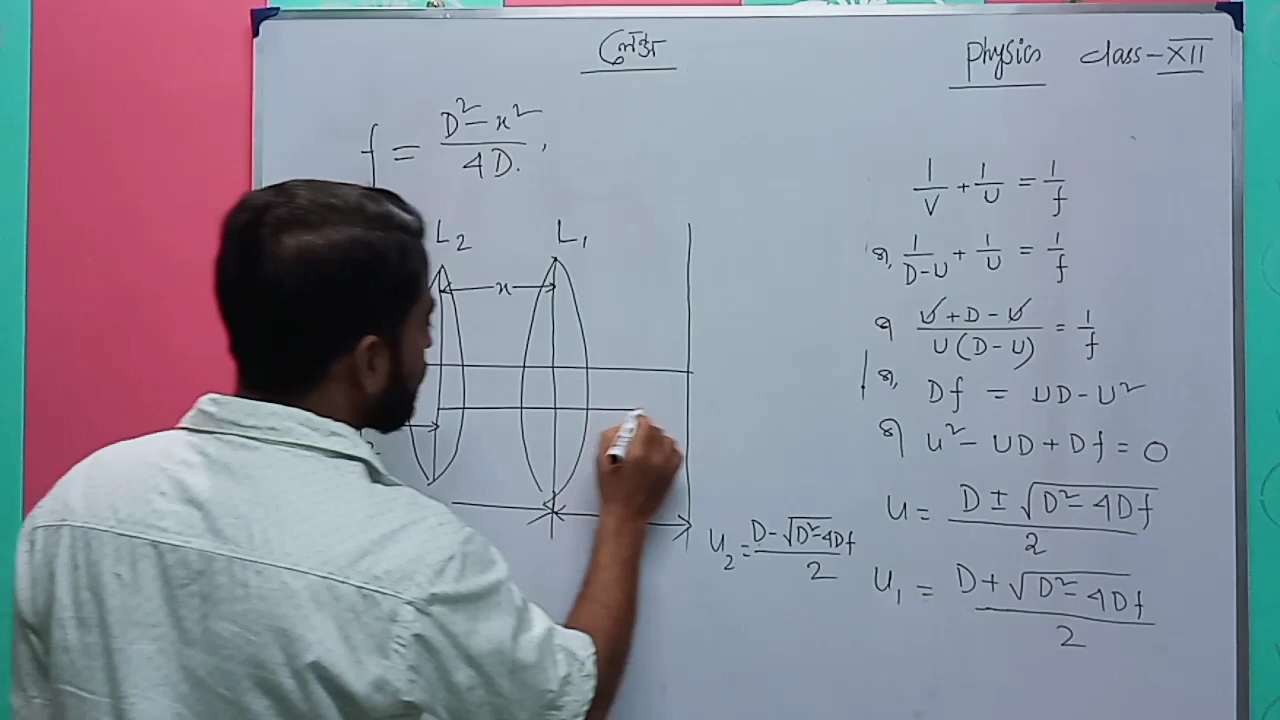 লেন্স
Physics class-XII
f = D²-x²/4D.
L₂ L₁
x
1/V + 1/U = 1/f
বা, 1/D-U + 1/U = 1/f
বা U+D-U/U(D-U) = 1/f
বা, Df = UD-U²
বা U²-UD+Df=0
U = D±√D²-4Df/2
U₂ = D-√D²-4Df/2
U₁ = D+√D²-4Df/2